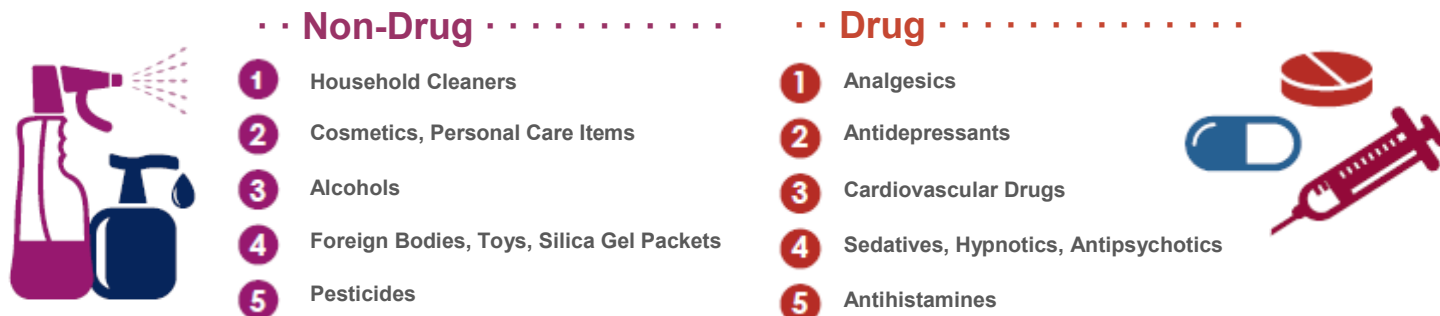 Non-Drug
1 Household Cleaners
2 Cosmetics, Personal Care Items
3 Alcohols
4 Foreign Bodies, Toys, Silica Gel Packets
5 Pesticides
Drug
1 Analgesics
2 Antidepressants
3 Cardiovascular Drugs
4 Sedatives, Hypnotics, Antipsychotics
5 Antihistamines